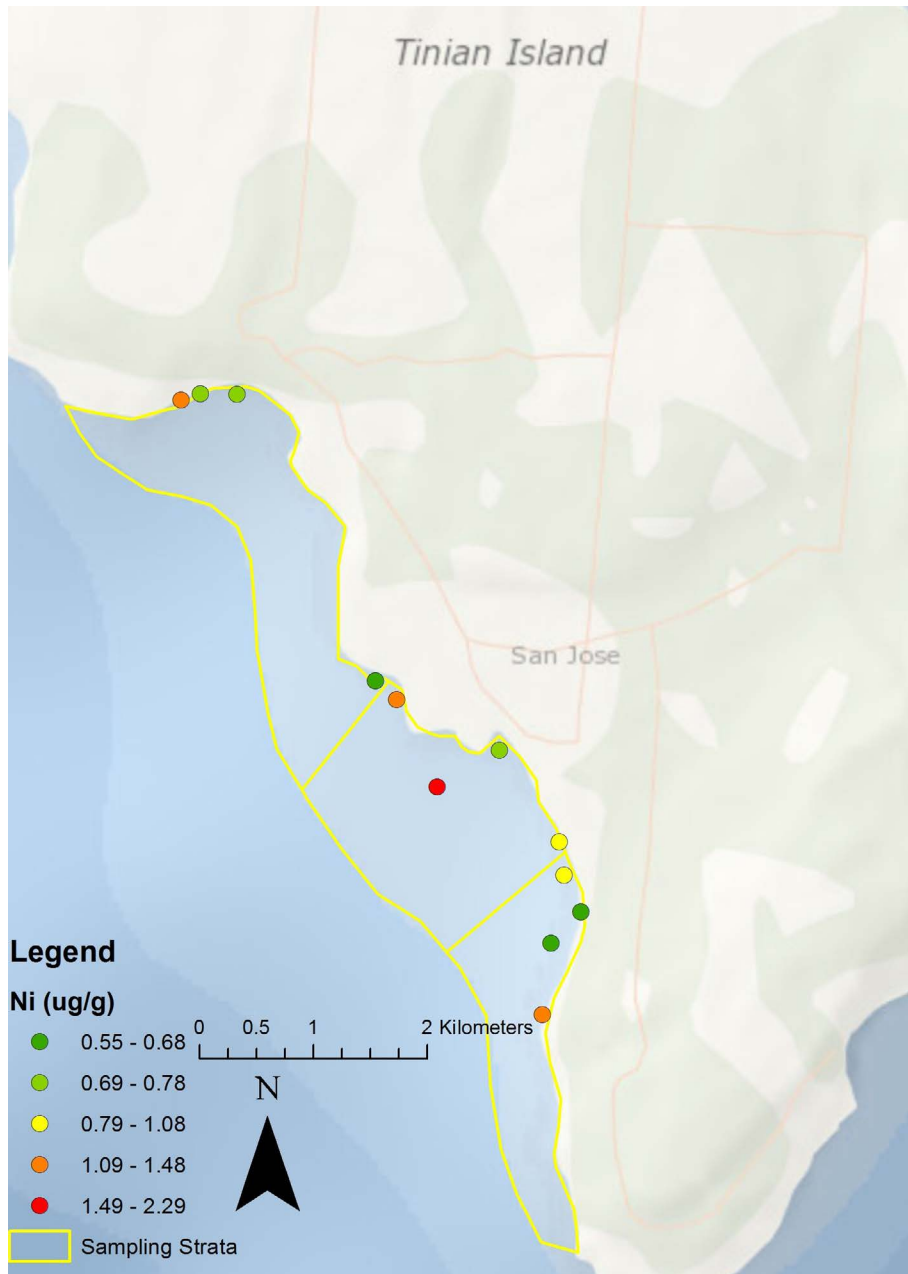 Tinian Island
San Jose
Legend
Ni (ug/g)
0 0.5 1 2 Kilometers
0.55 - 0.68
0.69 - 0.78
N
0.79 - 1.08
1.09 - 1.48
1.49 - 2.29
Sampling Strata